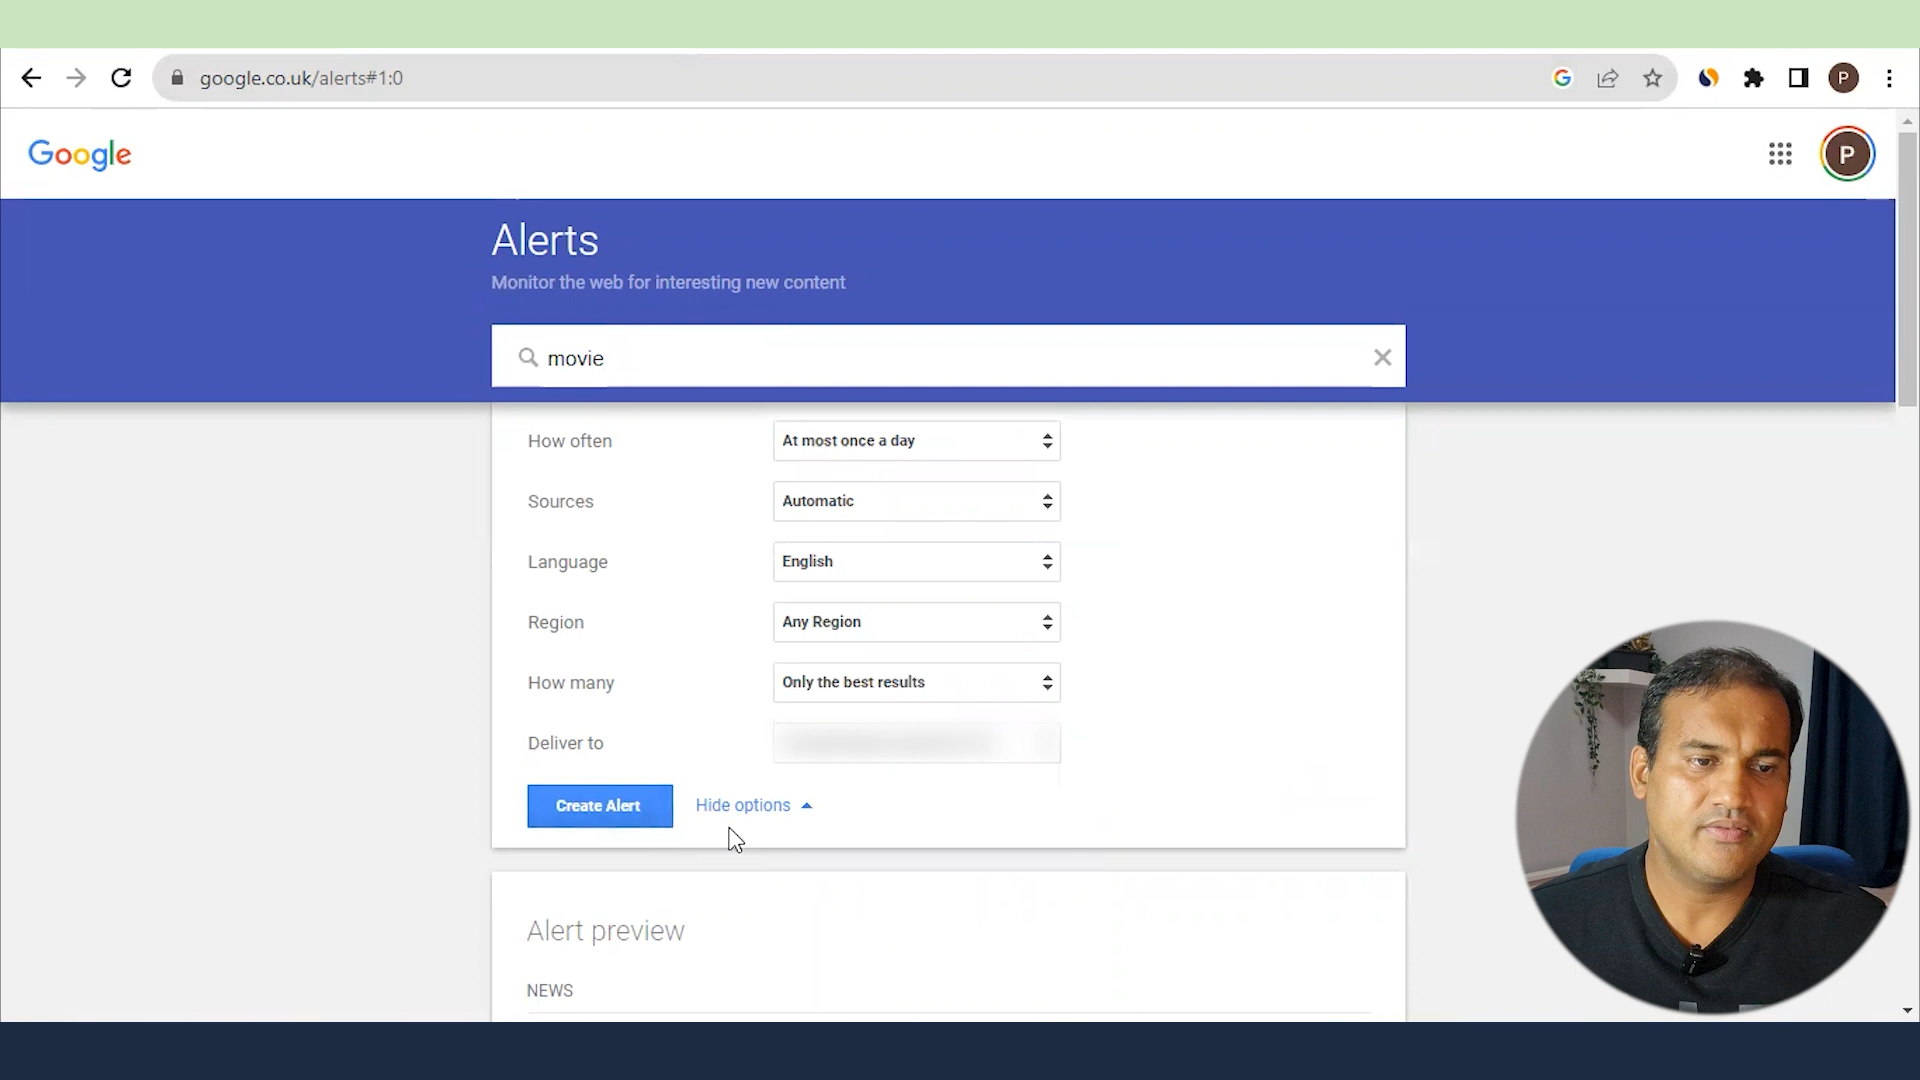 google.co.uk/alerts#1:0
P
Google
P
Alerts
Monitor the web for interesting new content
movie
How often
At most once a day
Sources
Automatic
Language
English
Region
Any Region
How many
Only the best results
Deliver to
Create Alert
Hide options
Alert preview
NEWS